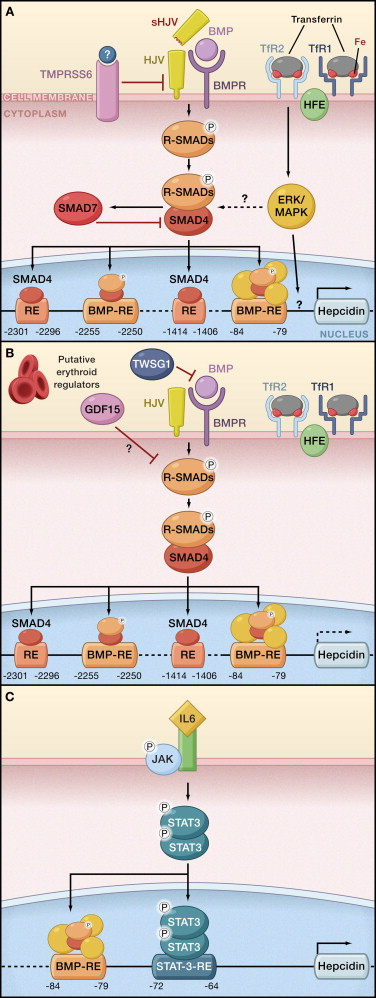 A
sHJV
BMP
Transferrin
?
HJV
TfR2
TfR1
TMPRSS6
Fe
BMPR
HFE
CELL MEMBRANE
CYTOPLASM
P
R-SMADs
P
R-SMADs
SMAD7
SMAD4
?
ERK/
MAPK
SMAD4
P
SMAD4
P
?
RE
BMP-RE
RE
BMP-RE
Hepcidin
-2301 -2296
-2255 -2250
-1414 -1406
-84 -79
NUCLEUS
B
Putative
erythroid
regulators
TWSG1
BMP
TfR2
TfR1
GDF15
HJV
BMPR
HFE
?
P
R-SMADs
P
R-SMADs
SMAD4
SMAD4
P
SMAD4
P
RE
BMP-RE
RE
BMP-RE
Hepcidin
-2301 -2296
-2255 -2250
-1414 -1406
-84 -79
C
IL6
P
JAK
P
STAT3
P
STAT3
P
STAT3
P
P
STAT3
BMP-RE
STAT-3-RE
Hepcidin
-84 -79
-72 -64